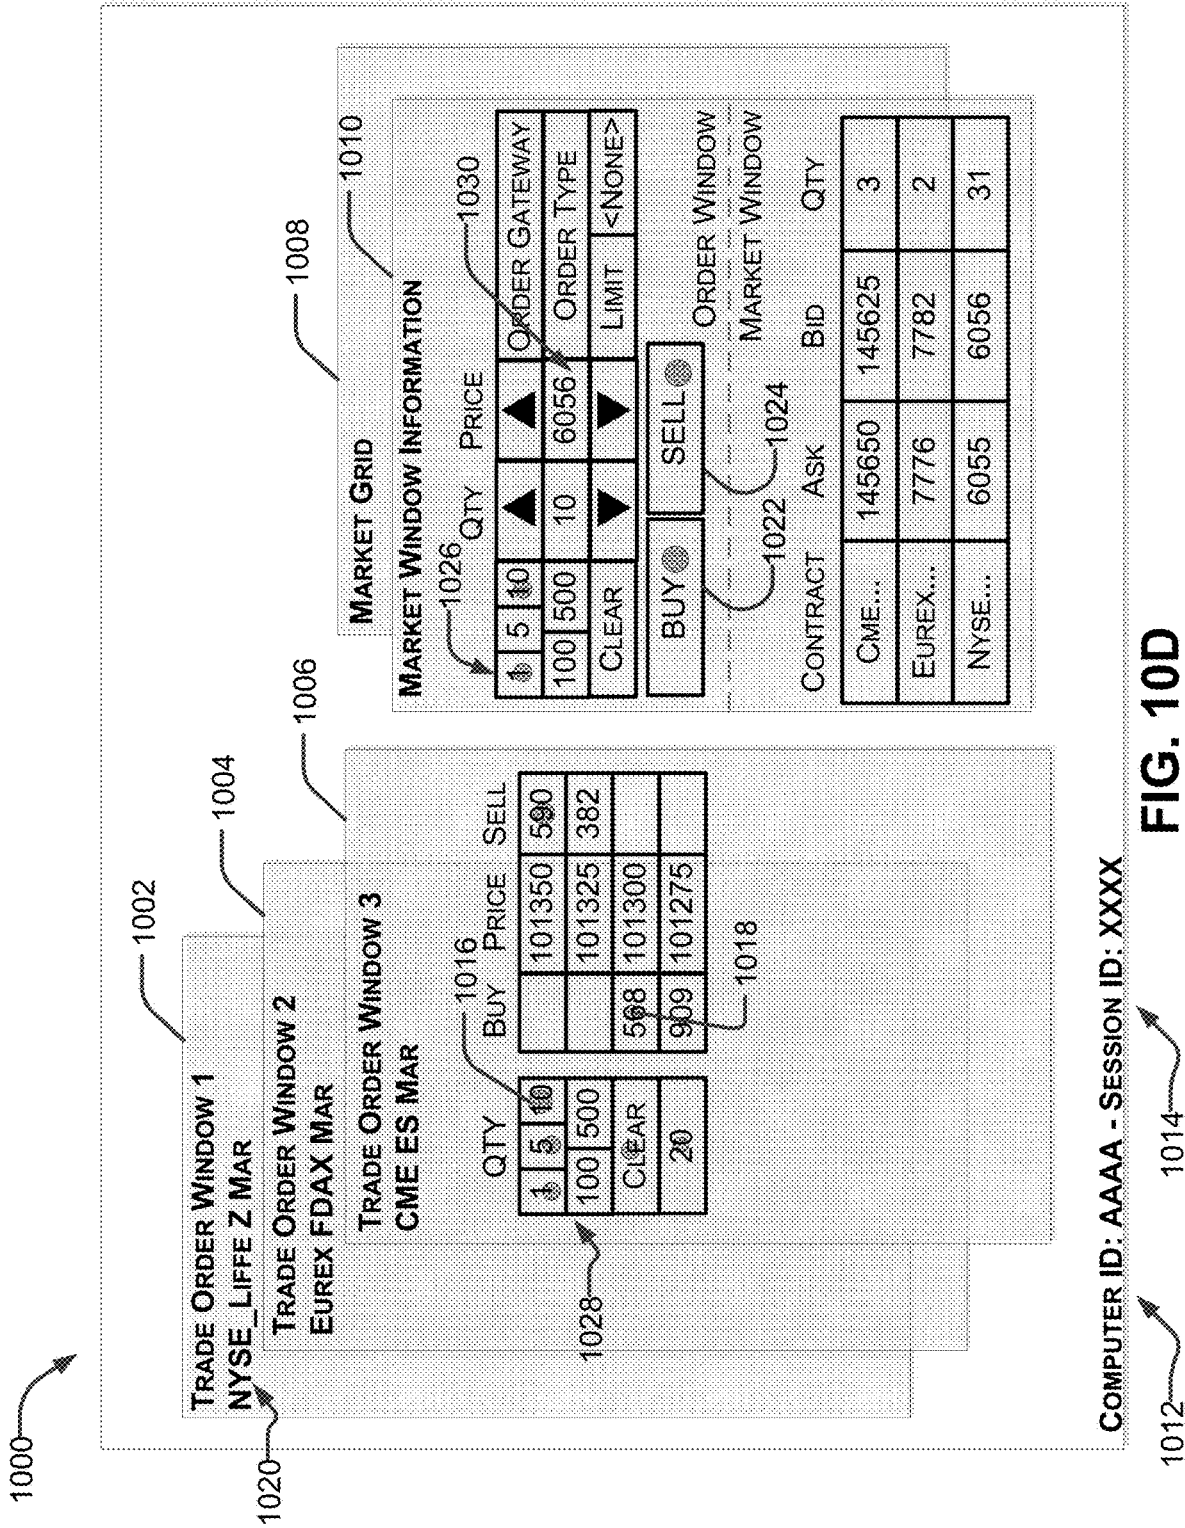 1000
1002
TRADE ORDER WINDOW 1
NYSE_LIFFE Z MAR
1020
1004
TRADE ORDER WINDOW 2
EUREX FDAX MAR
1006
TRADE ORDER WINDOW 3
CME ES MAR
1016
QTY BUY PRICE SELL
1 5 10 101350 590
100 500 101325 382
CLEAR 568 101300
20 909 101275
1028
1018
1008
MARKET GRID
1010
MARKET WINDOW INFORMATION
1026
QTY PRICE
1030
1 5 10 ORDER GATEWAY
100 500 10 6056 ORDER TYPE
CLEAR LIMIT <NONE>
BUY SELL
ORDER WINDOW
MARKET WINDOW
1022
1024
CONTRACT ASK BID QTY
CME... 145650 145625 3
EUREX... 7776 7782 2
NYSE... 6055 6056 31
COMPUTER ID: AAAA - SESSION ID: XXXX
1012
1014
FIG. 10D